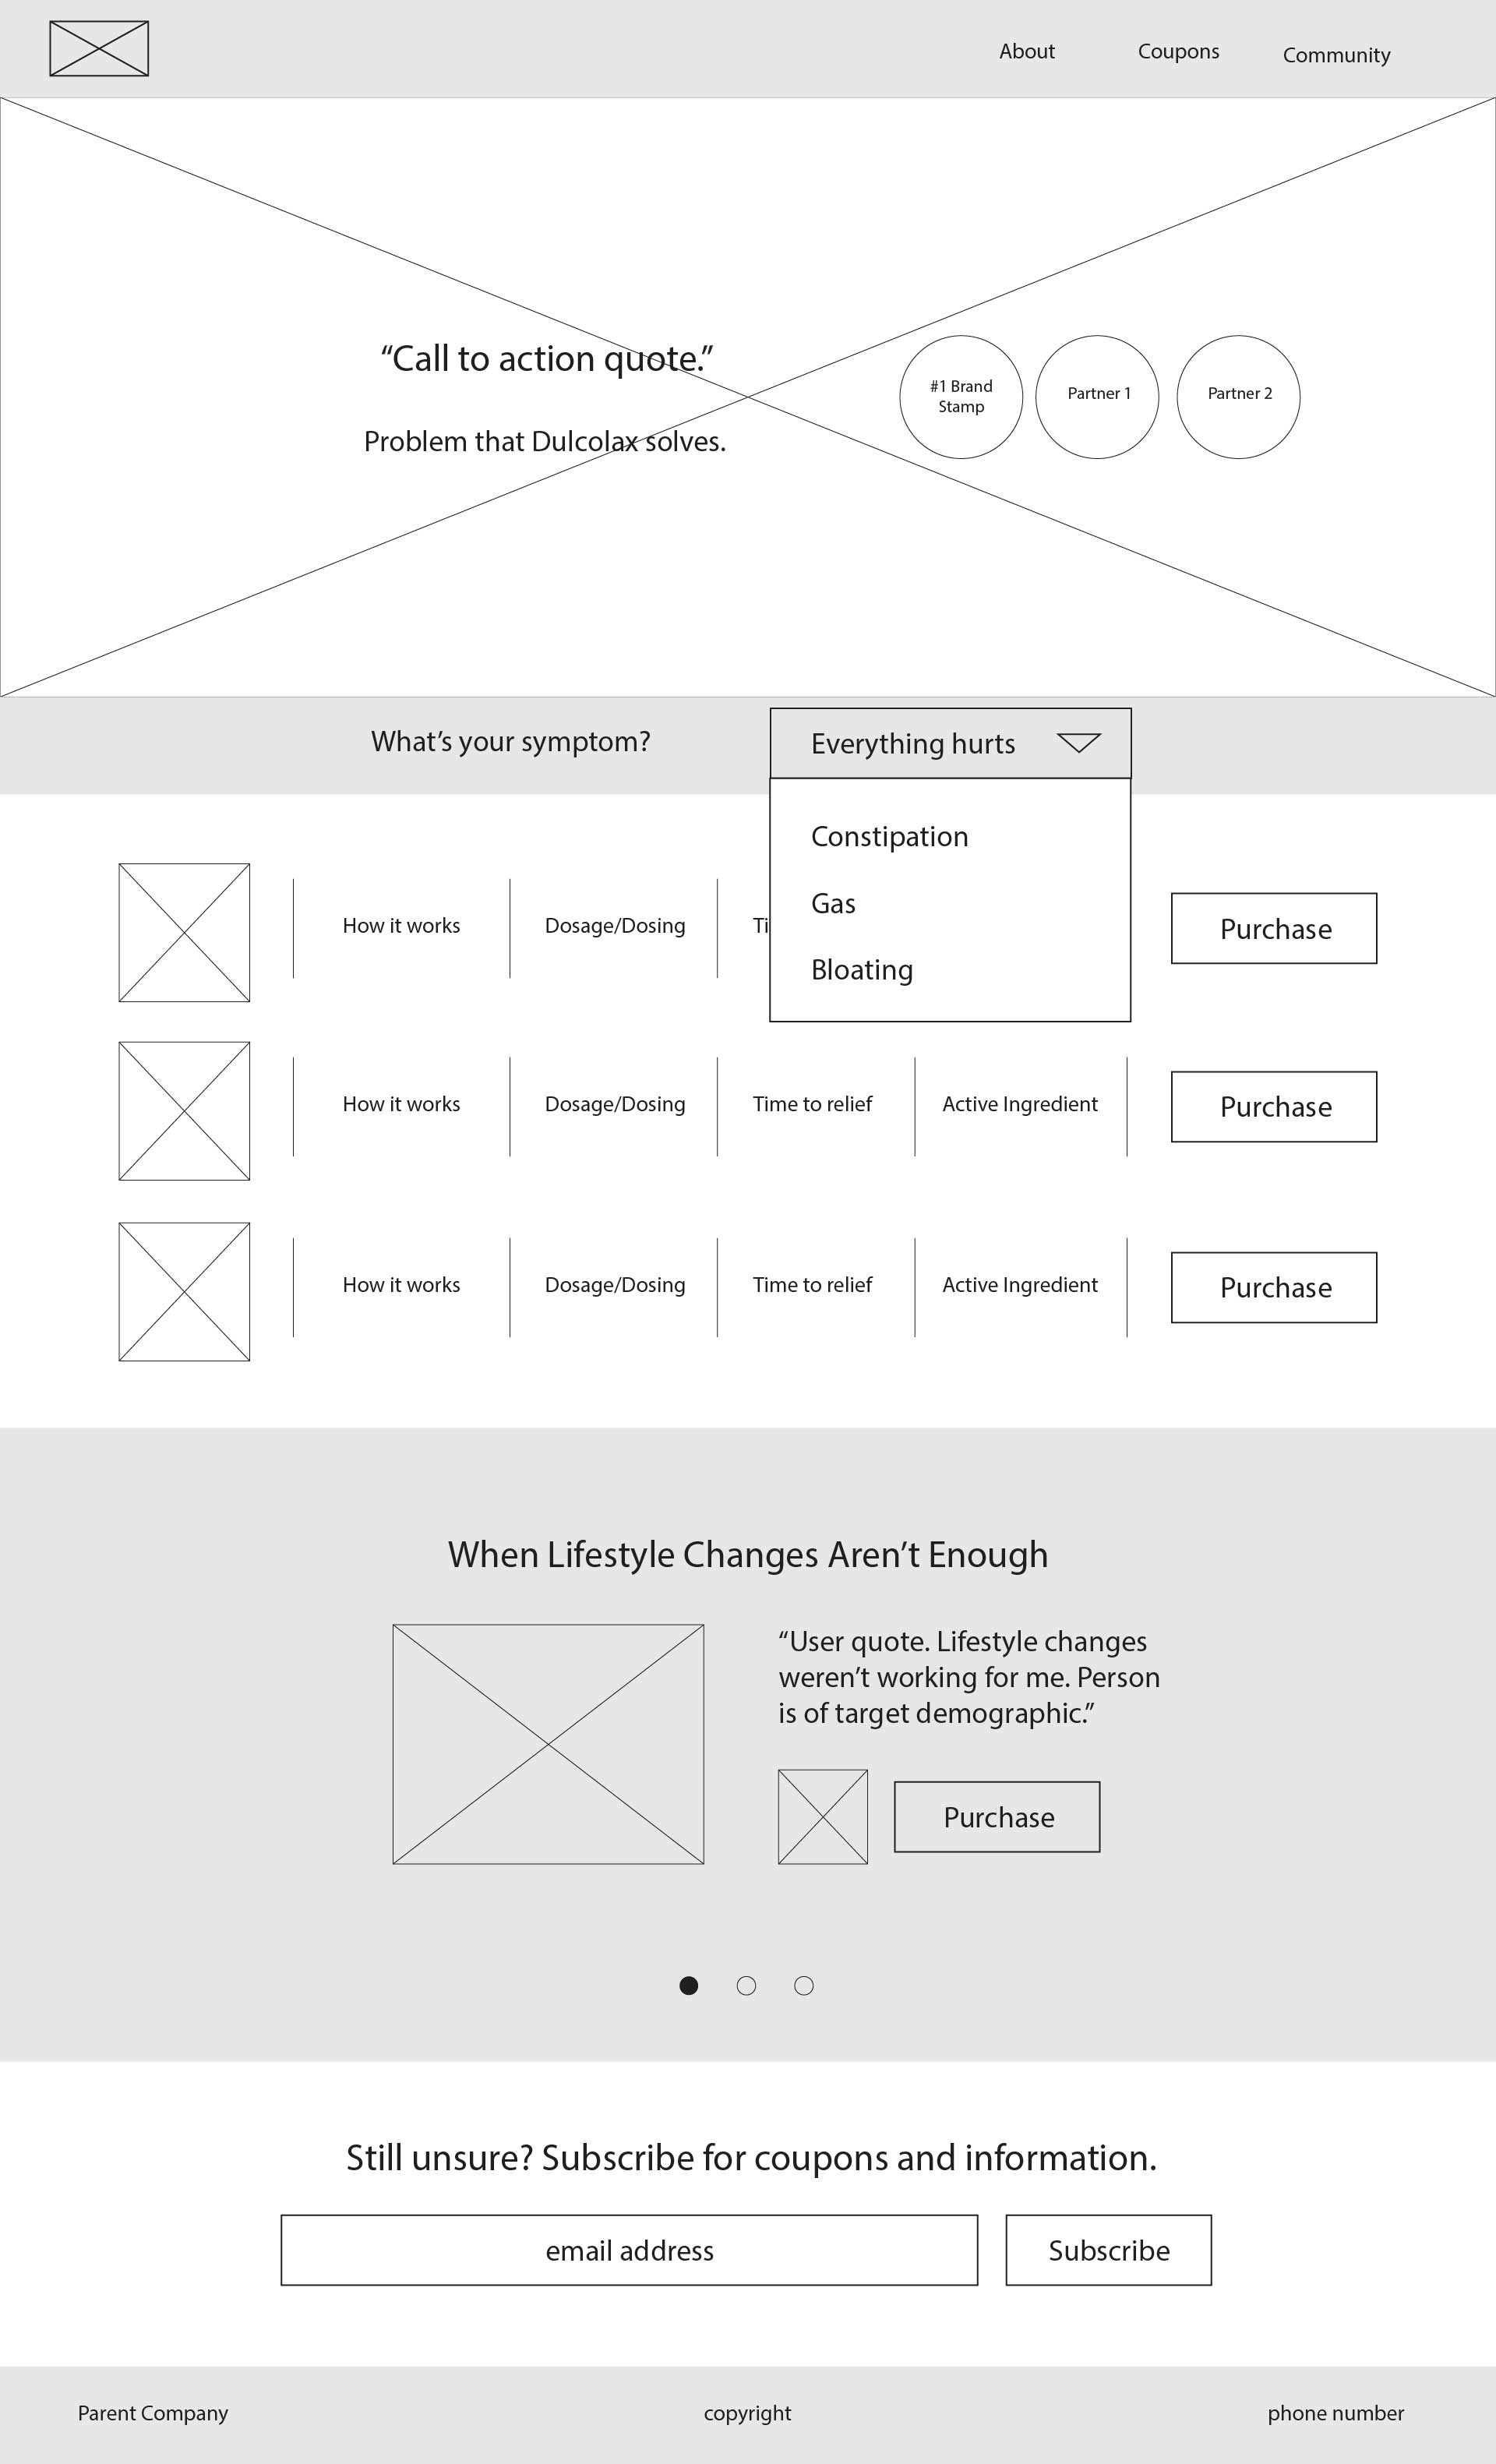 About
Coupons
Community
“Call to action quote.”
Problem that Dulcolax solves.
#1 Brand
Stamp
Partner 1
Partner 2
What’s your symptom?
Everything hurts
Constipation
Gas
Bloating
How it works
Dosage/Dosing
Ti
Purchase
How it works
Dosage/Dosing
Time to relief
Active Ingredient
Purchase
How it works
Dosage/Dosing
Time to relief
Active Ingredient
Purchase
When Lifestyle Changes Aren’t Enough
“User quote. Lifestyle changes
weren’t working for me. Person
is of target demographic.”
Purchase
Still unsure? Subscribe for coupons and information.
email address
Subscribe
Parent Company
copyright
phone number